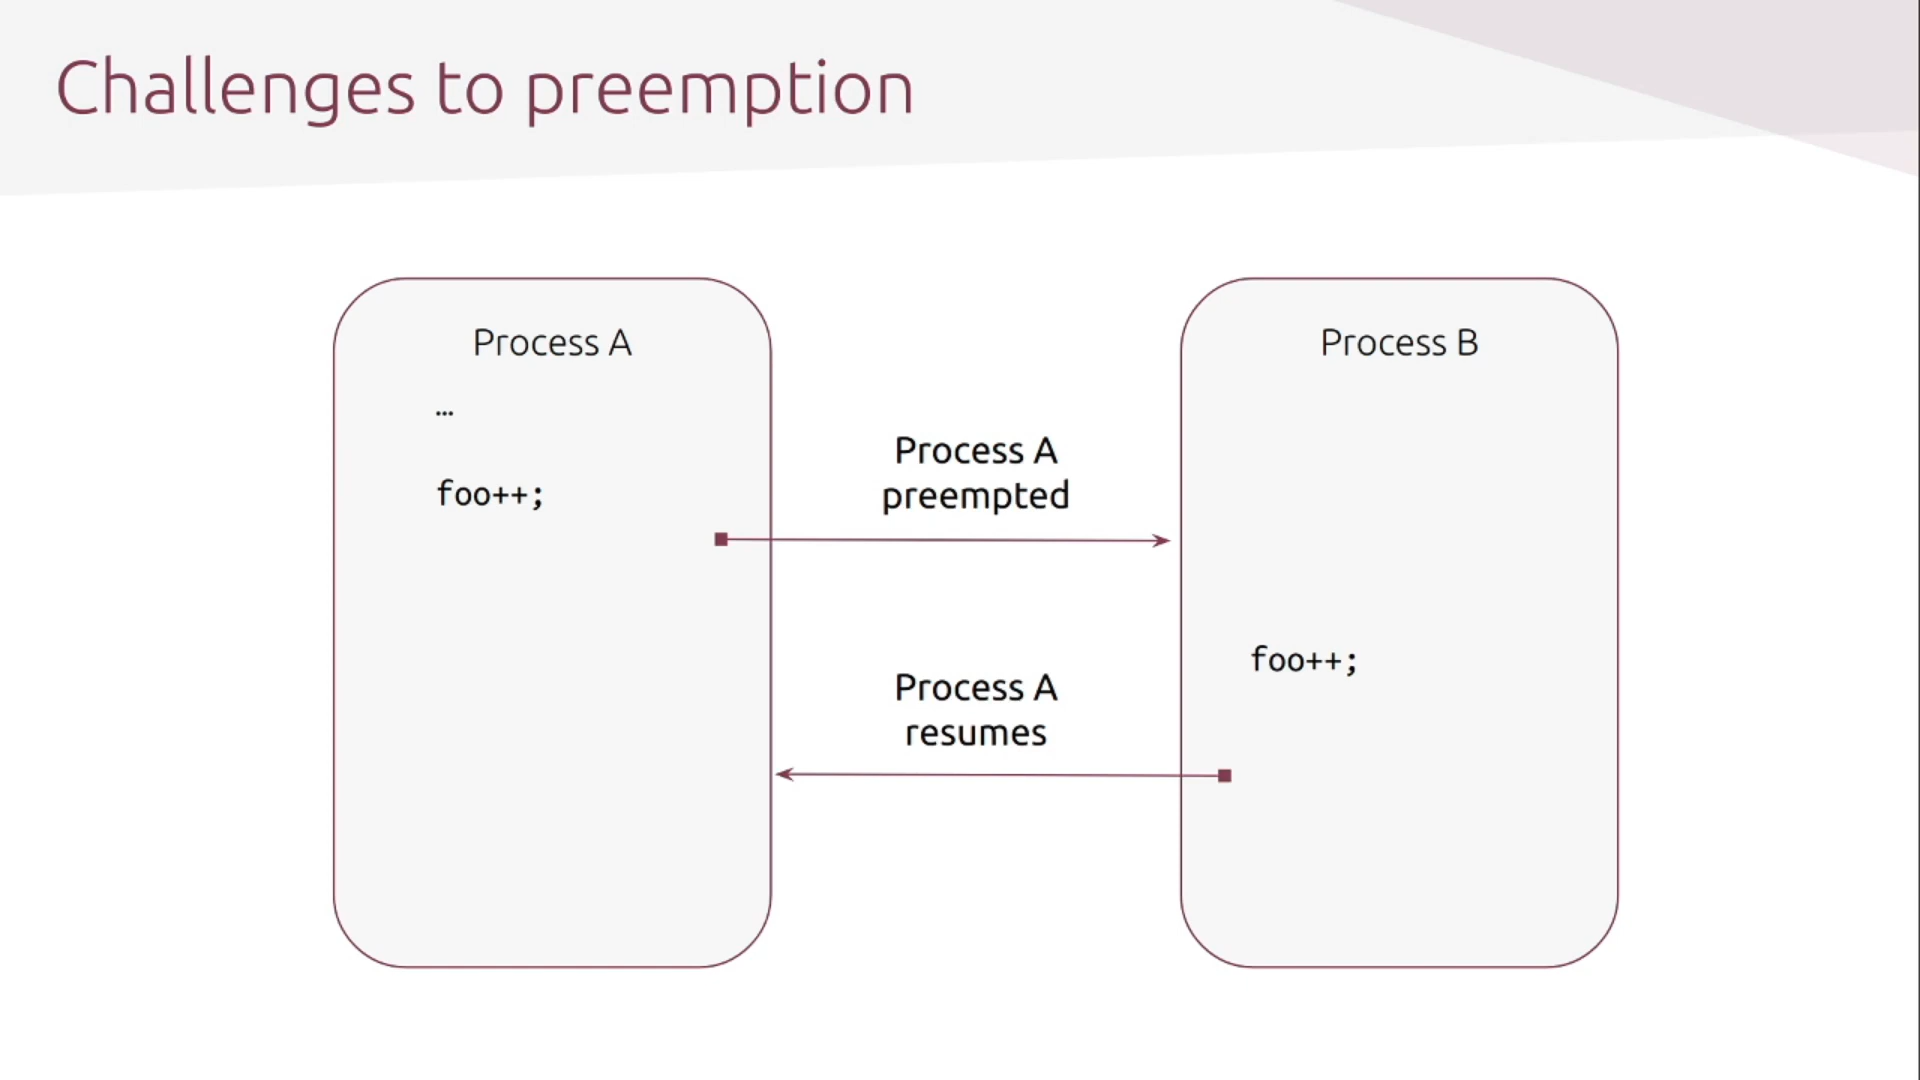 Challenges to preemption
Process A
…
foo++;
Process A
preempted
Process A
resumes
Process B
foo++;